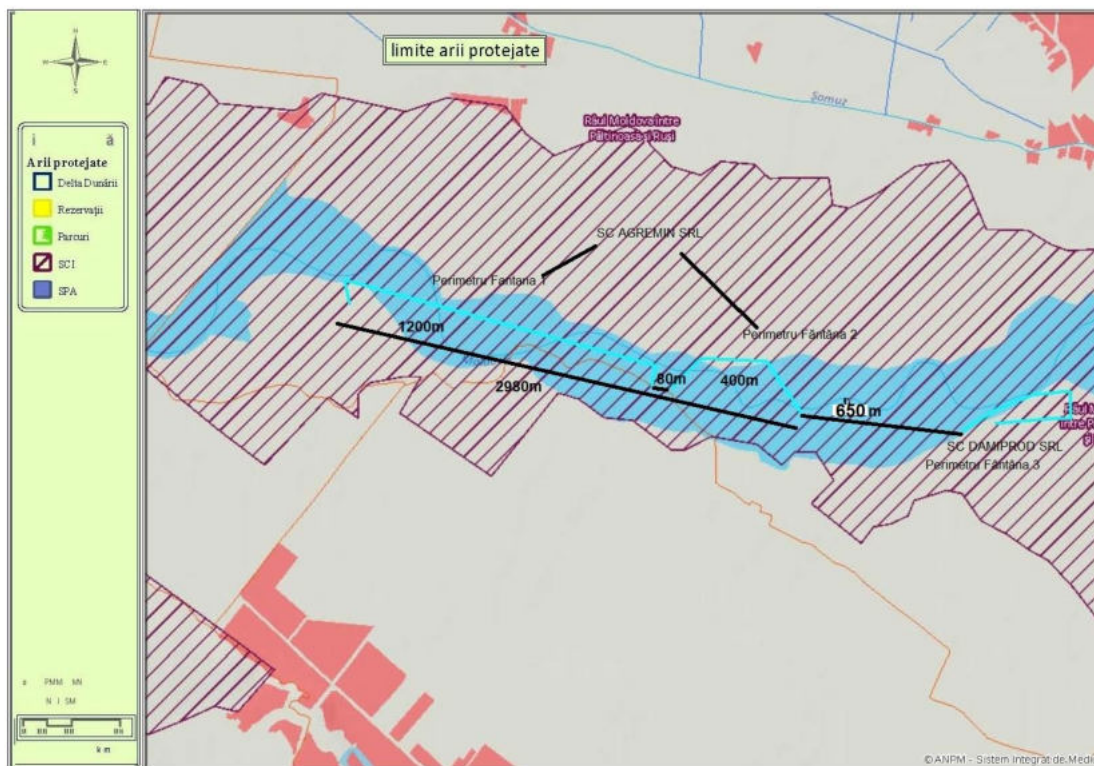 limite arii protejate
N
E
S
Arii protejate
Delta Dunării
Rezervații
Parcuri
SCI
SPA
km
Șomuz
Râul Moldova între
Păltinoasa și Ruși
SC AGREMIN SRL
Perimetru Fantana 1
Perimetru Fântâna 2
1200m
2980m
80m
400m
650 m
SC DAMIPROD SRL
Perimetru Fântâna 3
©ANPM - Sistem Integrat de Medi